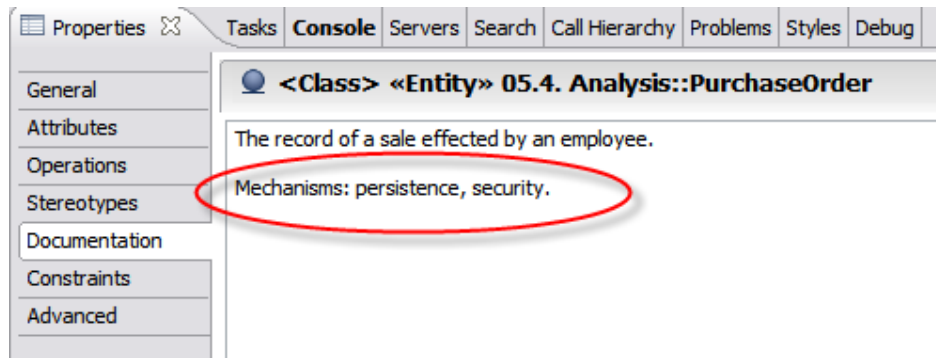 Properties Tasks Console Servers Search Call Hierarchy Problems Styles Debug
<Class> «Entity» 05.4. Analysis::PurchaseOrder
General
Attributes
Operations
Stereotypes
Documentation
Constraints
Advanced
The record of a sale effected by an employee.
Mechanisms: persistence, security.